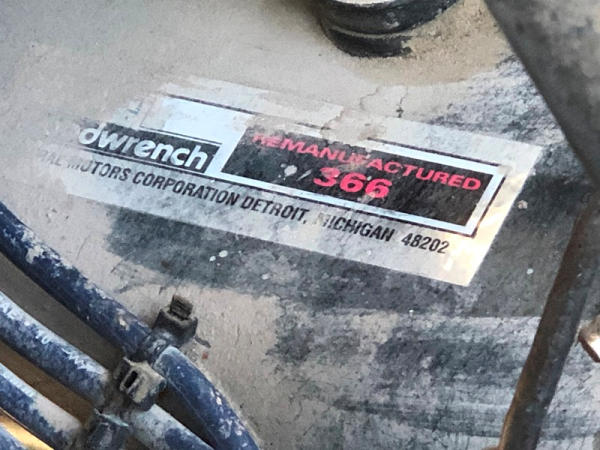 dwrench
REMANUFACTURED
366
MOTORS CORPORATION DETROIT, MICHIGAN 48202